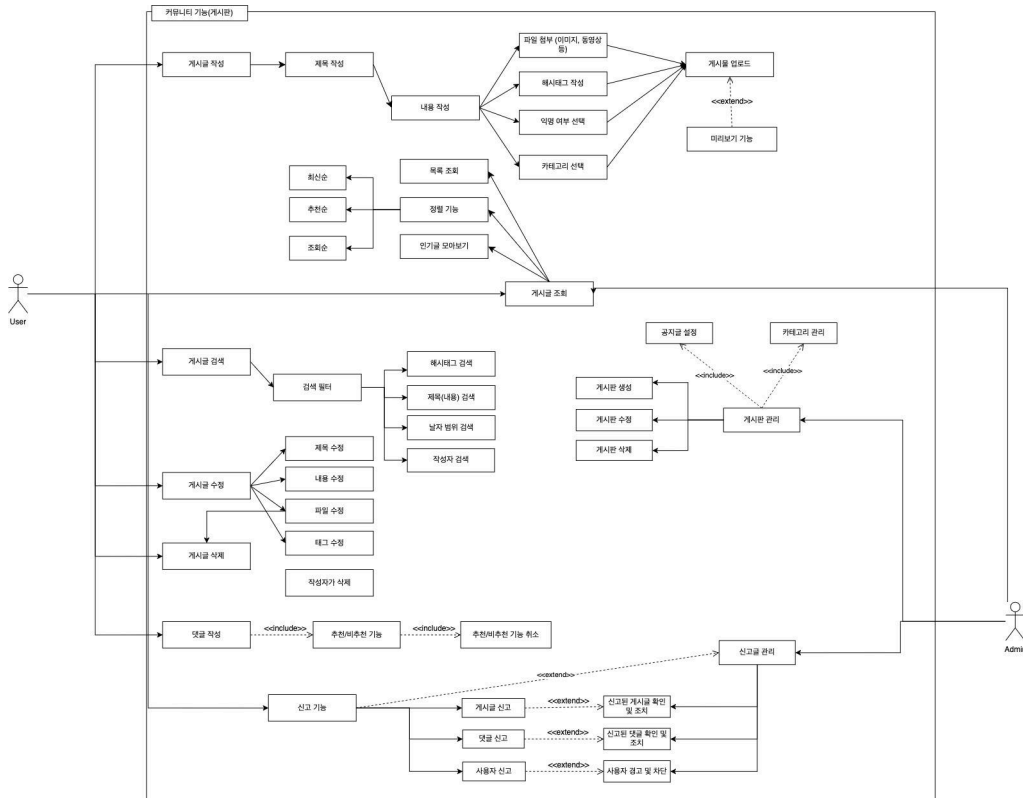 커뮤니티 기능(게시판)
게시글 작성
제목 작성
내용 작성
파일 첨부 (이미지, 동영상
등)
해시태그 작성
익명 여부 선택
카테고리 선택
게시물 업로드
<<extend>>
미리보기 기능
최신순
추천순
조회순
목록 조회
정렬 기능
인기글 모아보기
게시글 조회
User
게시글 검색
검색 필터
해시태그 검색
제목(내용) 검색
날자 범위 검색
작성자 검색
공지글 설정
카테고리 관리
<<include>>
<<include>>
게시판 생성
게시판 수정
게시판 삭제
게시판 관리
게시글 수정
제목 수정
내용 수정
파일 수정
태그 수정
게시글 삭제
작성자가 삭제
댓글 작성
<<include>>
추천/비추천 기능
<<include>>
추천/비추천 기능 취소
Admin
신고글 관리
<<extend>>
신고 기능
게시글 신고
<<extend>>
신고된 게시글 확인
및 조치
댓글 신고
<<extend>>
신고된 댓글 확인 및
조치
사용자 신고
<<extend>>
사용자 경고 및 차단